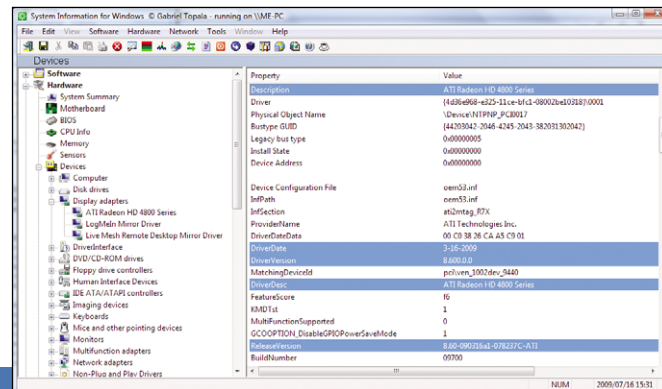 System Information for Windows © Gabriel Topala - running on \\ME-PC
File Edit View Software Hardware Network Tools Window Help
Devices
Software
Hardware
System Summary
Motherboard
BIOS
CPU Info
Memory
Sensors
Devices
Computer
Disk drives
Display adapters
ATI Radeon HD 4800 Series
LogMeIn Mirror Driver
Live Mesh Remote Desktop Mirror Driver
DriverInterface
DVD/CD-ROM drives
Floppy drive controllers
Human Interface Devices
IDE ATA/ATAPI controllers
Imaging devices
Keyboards
Mice and other pointing devices
Monitors
Multifunction adapters
Network adapters
Non-Plug and Play Drivers
Property Value
Description ATI Radeon HD 4800 Series
Driver {4d36e968-e325-11ce-bfc1-08002be10318}\0001
Physical Object Name \Device\NTPNP_PCI0017
Bustype GUID {44203042-2046-4245-2043-382031302042}
Legacy bus type 0x00000005
Install State 0x00000000
Device Address 0x00000000
Device Configuration File oem53.inf
InfPath oem53.inf
InfSection ati2mtag_R7X
ProviderName ATI Technologies Inc.
DriverDateData 00 C0 38 26 CA A5 C9 01
DriverDate 3-16-2009
DriverVersion 8.600.0.0
MatchingDeviceId pci\ven_1002dev_9440
DriverDesc ATI Radeon HD 4800 Series
FeatureScore f6
KMDTst 1
MultiFunctionSupported 0
GCOOPTION_DisableGPIOPowerSaveMode 1
ReleaseVersion 8.60-090316a1-078237C-ATI
BuildNumber 09700
NUM 2009/07/16 15:31